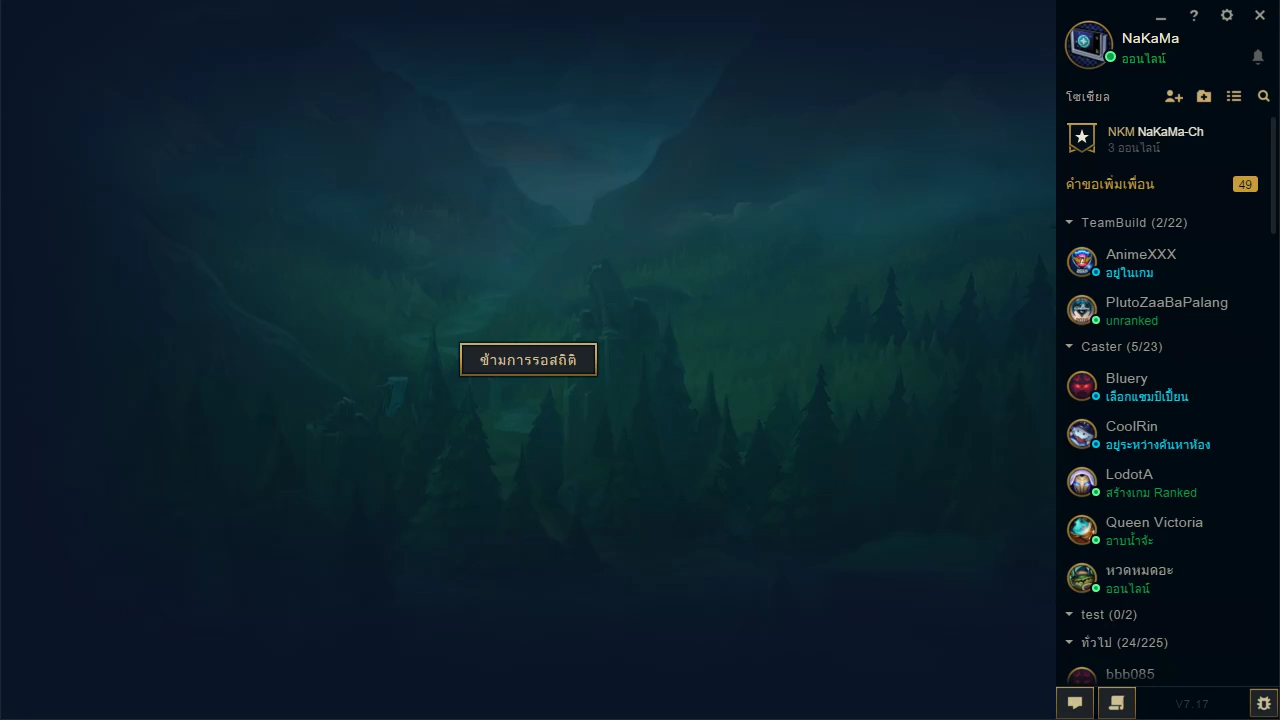 ?
NaKaMa
ออนไลน์
โซเชียล
NKM NaKaMa-Ch
3 ออนไลน์
คำขอเพิ่มเพื่อน 49
TeamBuild (2/22)
AnimeXXX
อยู่ในเกม
PlutoZaaBaPalang
unranked
Caster (5/23)
Bluery
เลือกแชมป์เปี้ยน
CoolRin
อยู่ระหว่างค้นหาห้อง
LodotA
สร้างเกม Ranked
Queen Victoria
อาบน้ำจ้ะ
หวดหมดอะ
ออนไลน์
test (0/2)
ทั่วไป (24/225)
bbb085
V7.17
ข้ามการรอสถิติ